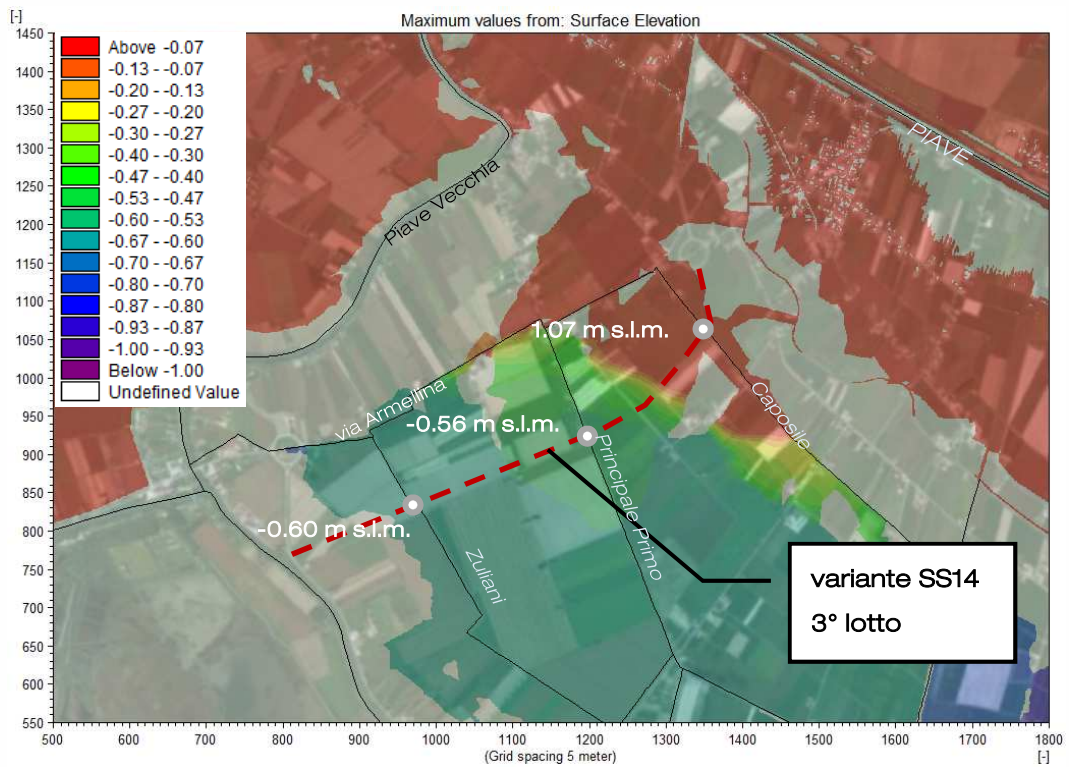 [-]
Maximum values from: Surface Elevation
1450
1400
1350
1300
1250
1200
1150
1100
1050
1000
950
900
850
800
750
700
650
600
550
Above -0.07
-0.13 - -0.07
-0.20 - -0.13
-0.27 - -0.20
-0.30 - -0.27
-0.40 - -0.30
-0.47 - -0.40
-0.53 - -0.47
-0.60 - -0.53
-0.67 - -0.60
-0.70 - -0.67
-0.80 - -0.70
-0.87 - -0.80
-0.93 - -0.87
-1.00 - -0.93
Below -1.00
Undefined Value
PIAVE
Piave Vecchia
1.07 m s.l.m.
via Armellina
Caposile
-0.56 m s.l.m.
Principale Primo
-0.60 m s.l.m.
Zuliani
variante SS14
3° lotto
500 600 700 800 900 1000 1100 1200 1300 1400 1500 1600 1700 1800
(Grid spacing 5 meter)
[-]